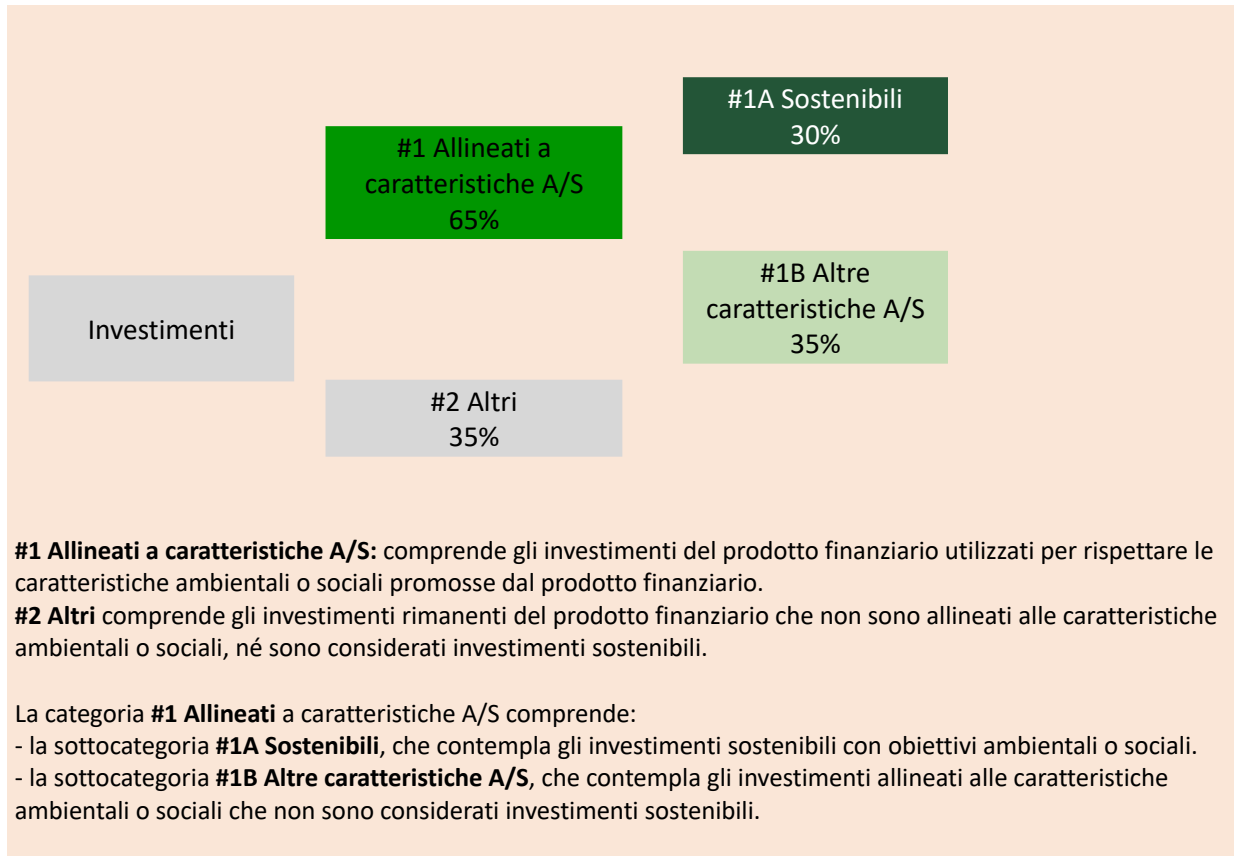 #1A Sostenibili
30%
#1 Allineati a
caratteristiche A/S
65%
#1B Altre
caratteristiche A/S
35%
Investimenti
#2 Altri
35%
#1 Allineati a caratteristiche A/S: comprende gli investimenti del prodotto finanziario utilizzati per rispettare le
caratteristiche ambientali o sociali promosse dal prodotto finanziario.
#2 Altri comprende gli investimenti rimanenti del prodotto finanziario che non sono allineati alle caratteristiche
ambientali o sociali, né sono considerati investimenti sostenibili.
La categoria #1 Allineati a caratteristiche A/S comprende:
- la sottocategoria #1A Sostenibili, che contempla gli investimenti sostenibili con obiettivi ambientali o sociali.
- la sottocategoria #1B Altre caratteristiche A/S, che contempla gli investimenti allineati alle caratteristiche
ambientali o sociali che non sono considerati investimenti sostenibili.